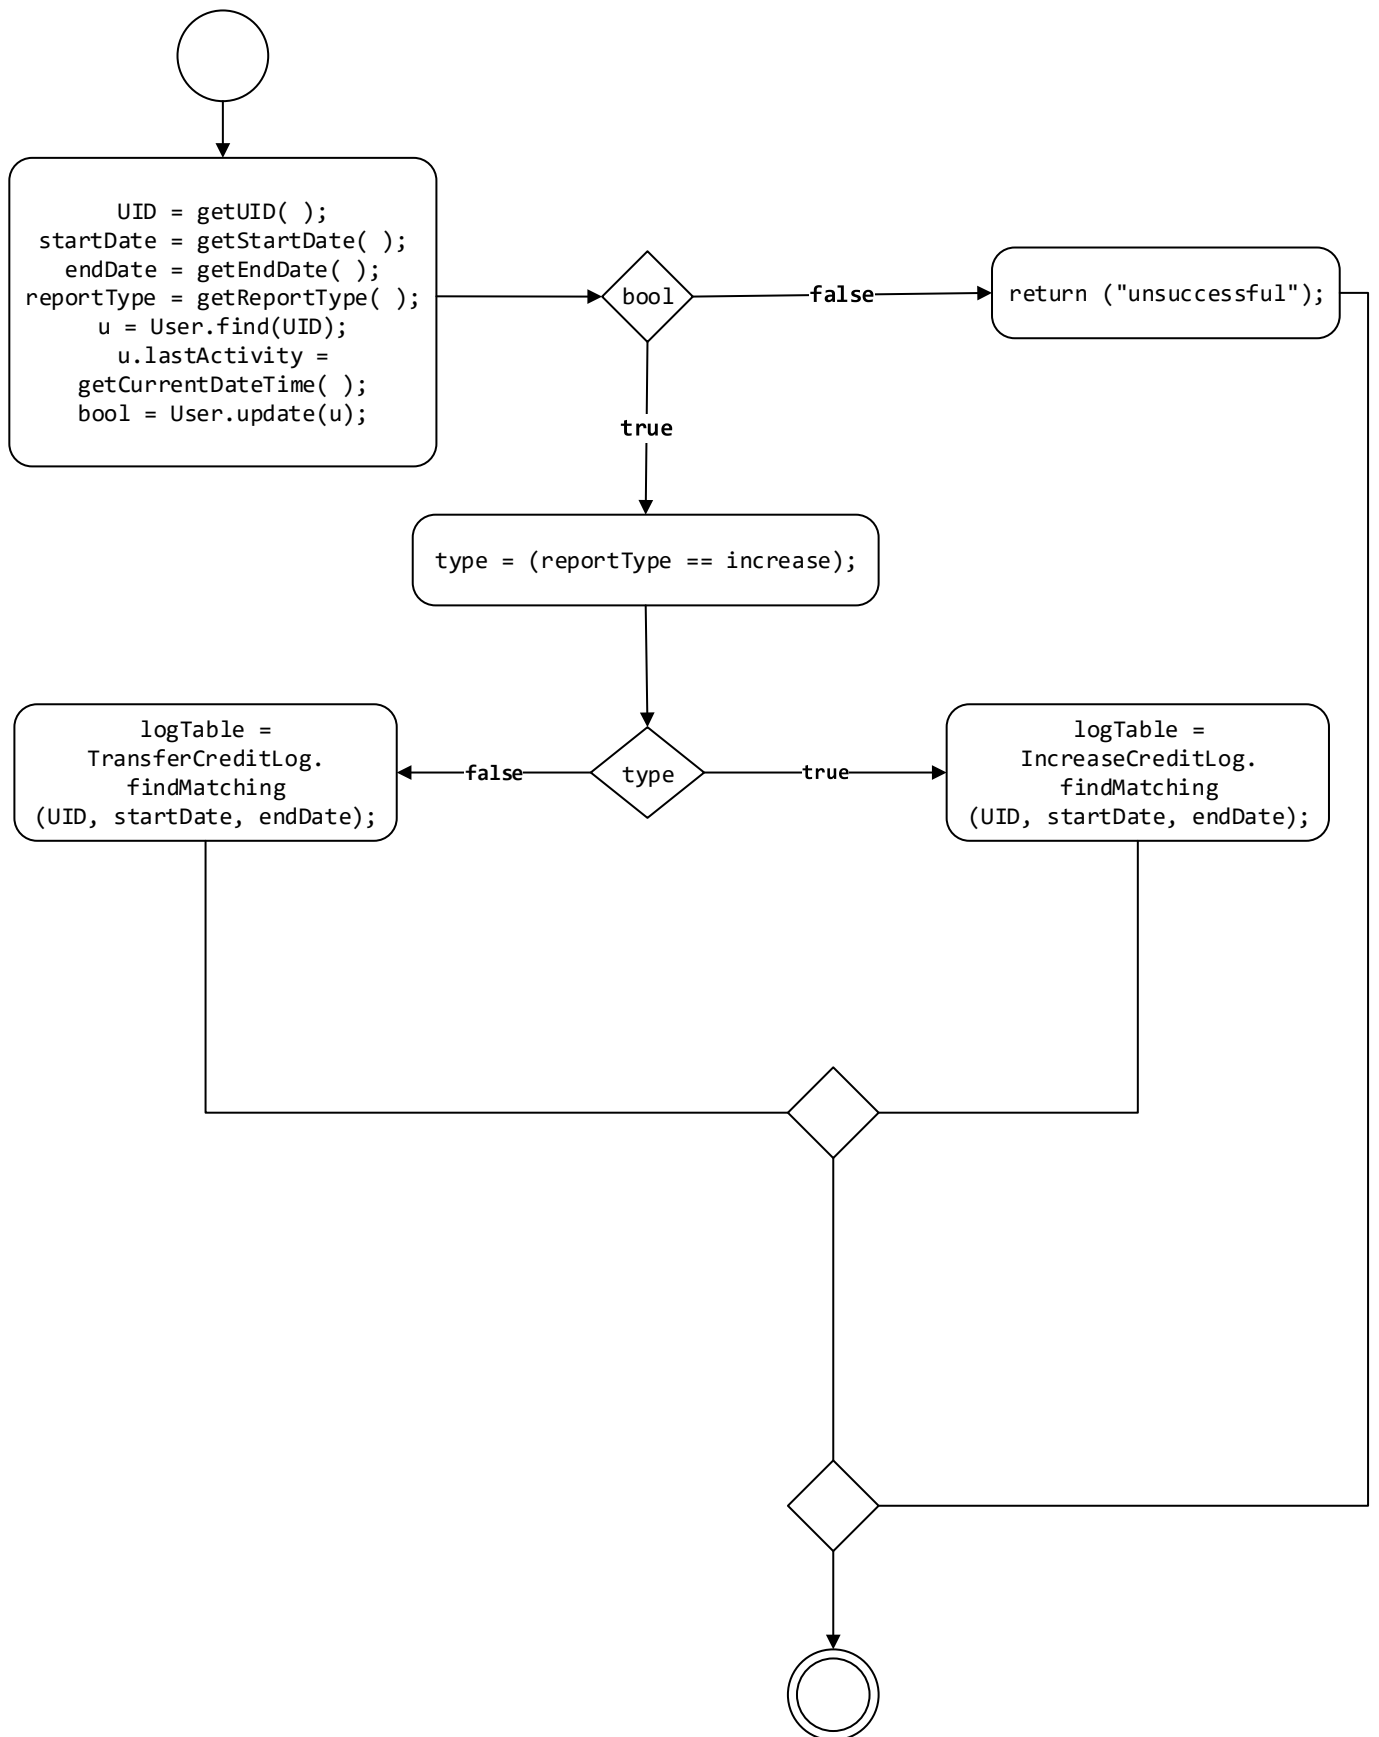 UID = getUID( );
startDate = getStartDate( );
endDate = getEndDate( );
reportType = getReportType( );
u = User.find(UID);
u.lastActivity =
getCurrentDateTime( );
bool = User.update(u);
bool
false
return ("unsuccessful");
true
type = (reportType == increase);
logTable =
TransferCreditLog.
findMatching
(UID, startDate, endDate);
false
type
true
logTable =
IncreaseCreditLog.
findMatching
(UID, startDate, endDate);